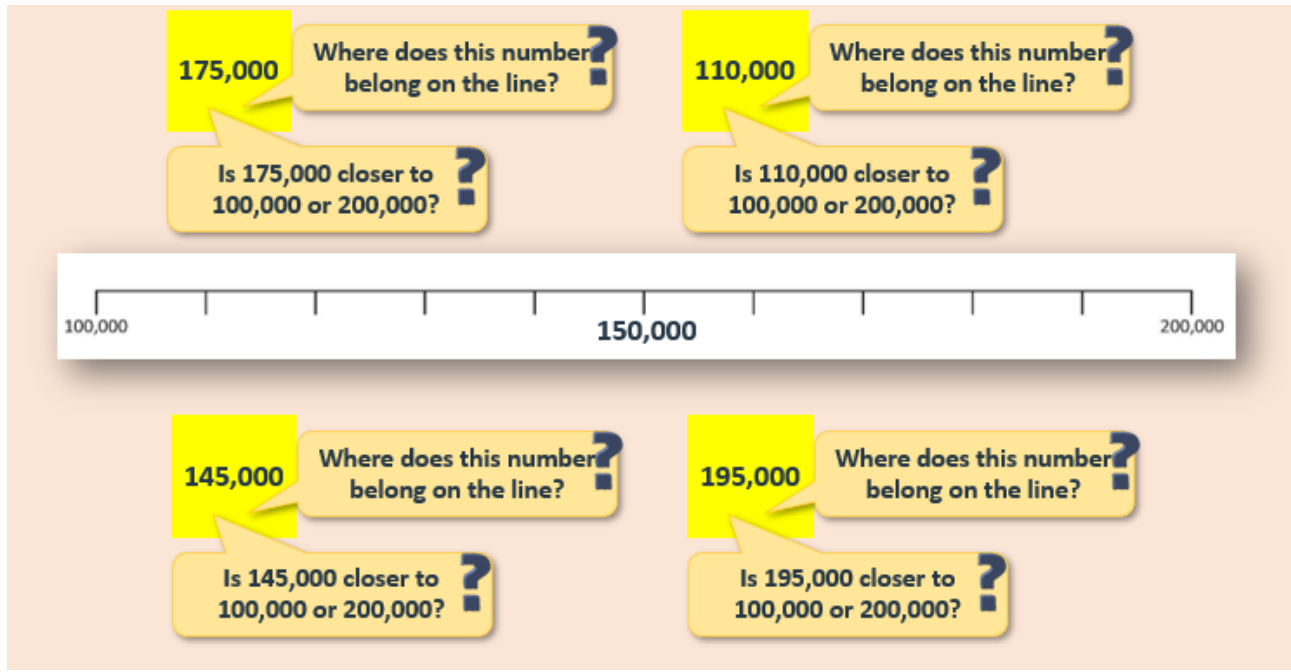 175,000
Where does this number
belong on the line?
?
Is 175,000 closer to
100,000 or 200,000?
?
110,000
Where does this number
belong on the line?
?
Is 110,000 closer to
100,000 or 200,000?
?
100,000
150,000
200,000
145,000
Where does this number
belong on the line?
?
Is 145,000 closer to
100,000 or 200,000?
?
195,000
Where does this number
belong on the line?
?
Is 195,000 closer to
100,000 or 200,000?
?